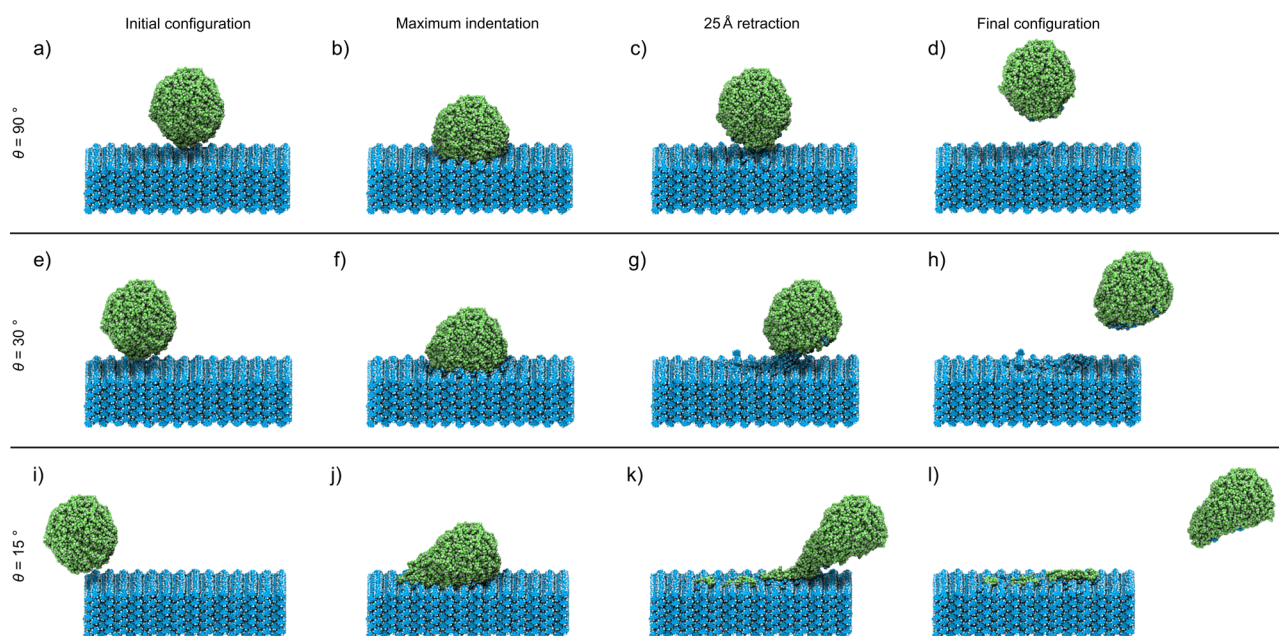 Initial configuration
Maximum indentation
25 Å retraction
Final configuration
a)
b)
c)
d)
θ = 90 °
e)
f)
g)
h)
θ = 30 °
i)
j)
k)
l)
θ = 15 °